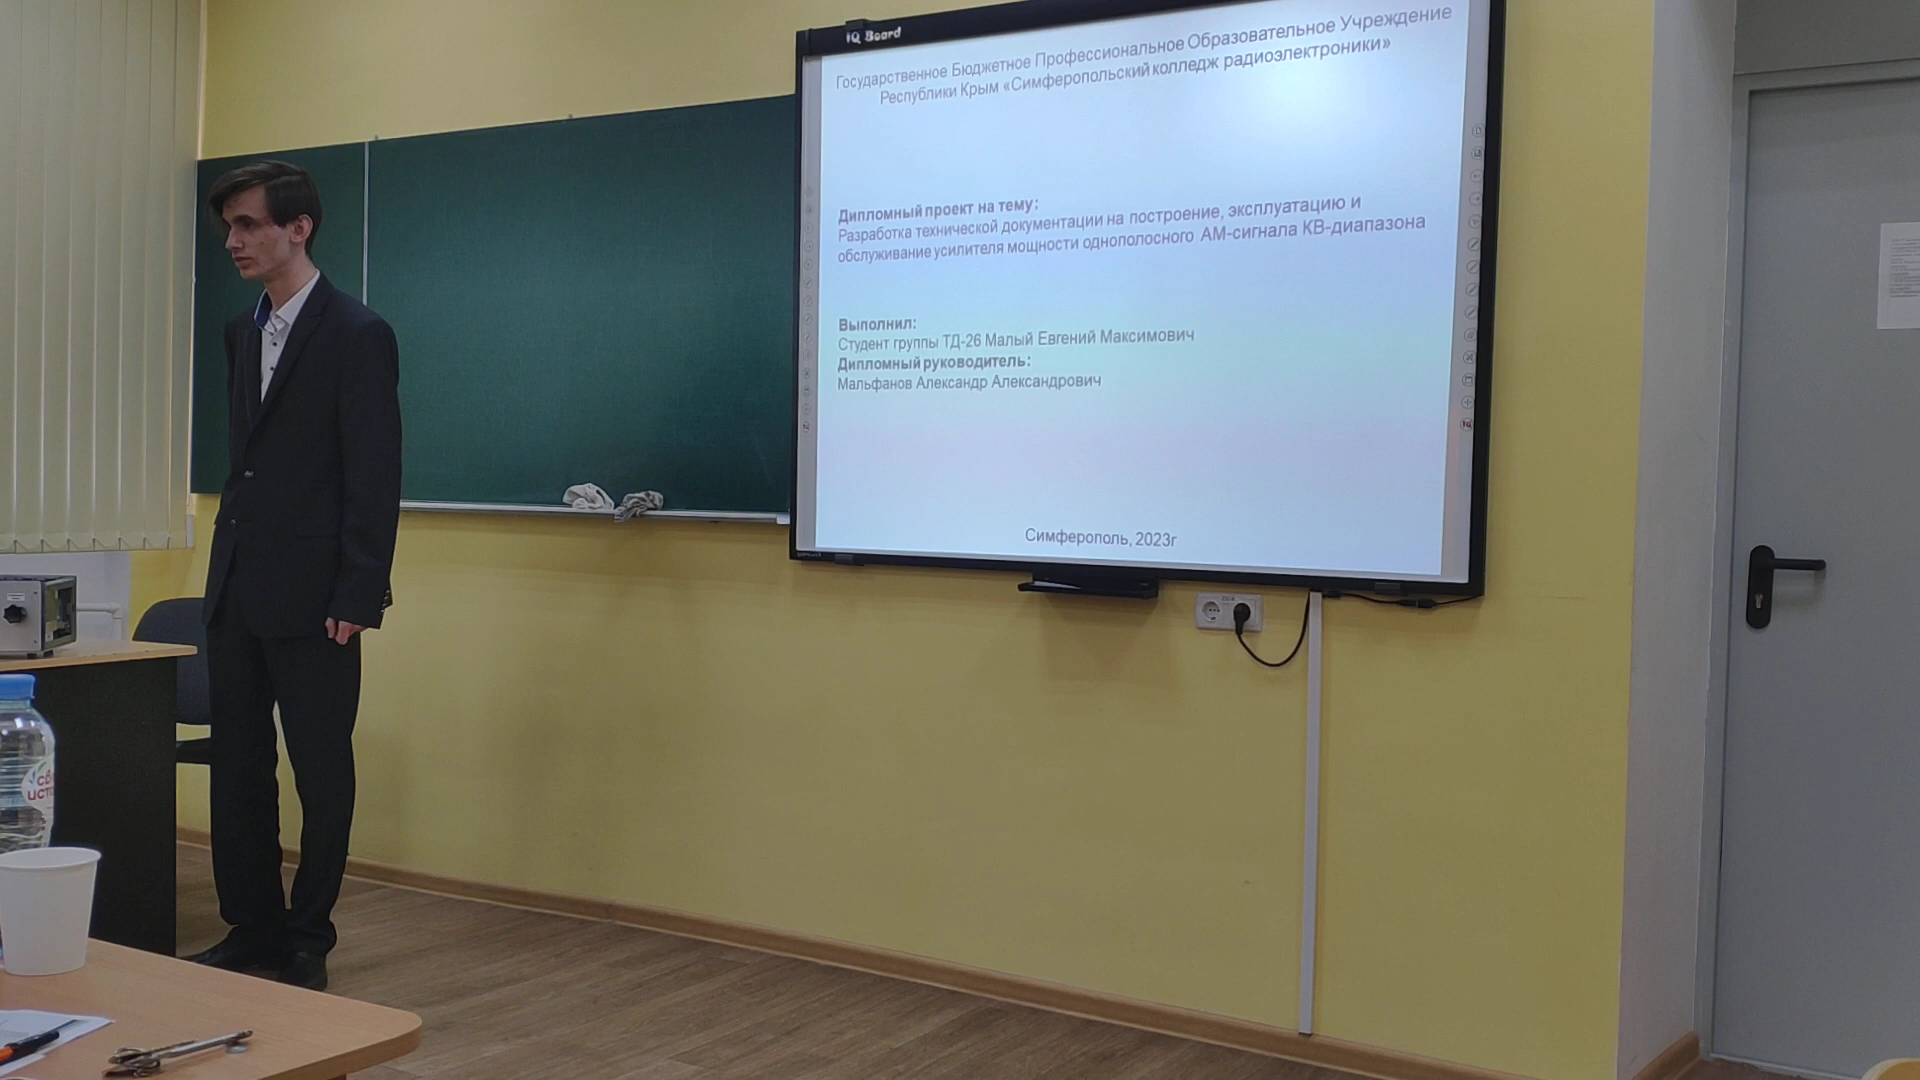 IQ Board
Государственное Бюджетное Профессиональное Образовательное Учреждение
Республики Крым «Симферопольский колледж радиоэлектроники»
Дипломный проект на тему:
Разработка технической документации на построение, эксплуатацию и
обслуживание усилителя мощности однополосного АМ-сигнала КВ-диапазона
Выполнил:
Студент группы ТД-26 Малый Евгений Максимович
Дипломный руководитель:
Мальфанов Александр Александрович
Симферополь, 2023г